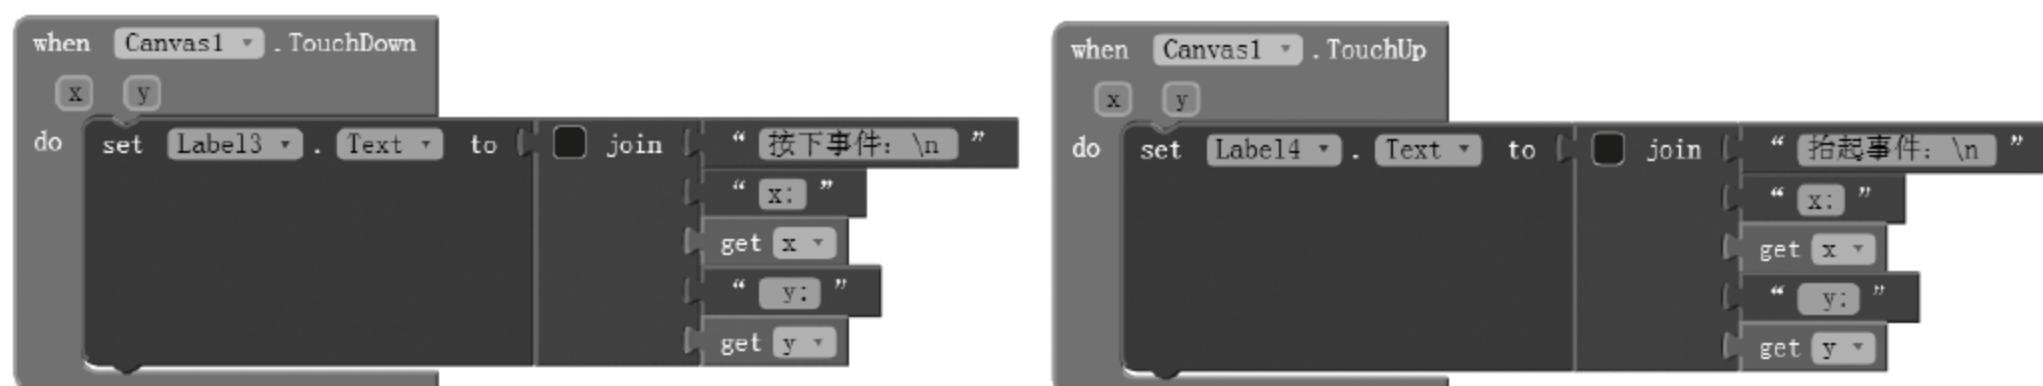 when Canvas1 .TouchDown
x y
do set Label3 . Text to join “ 按下事件：\n ”
“ x: ”
get x
“ y: ”
get y
when Canvas1 .TouchUp
x y
do set Label4 . Text to join “ 抬起事件：\n ”
“ x: ”
get x
“ y: ”
get y